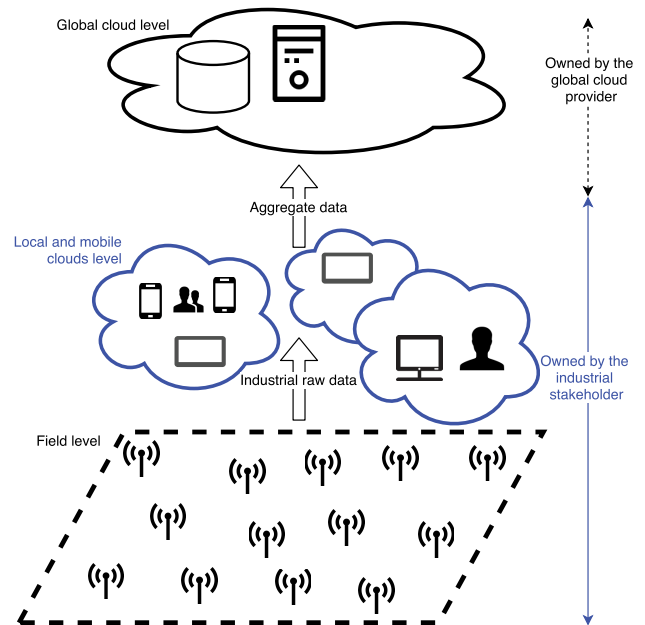 Global cloud level
Owned by the
global cloud
provider
Aggregate data
Local and mobile
clouds level
Industrial raw data
Owned by the
industrial
stakeholder
Field level